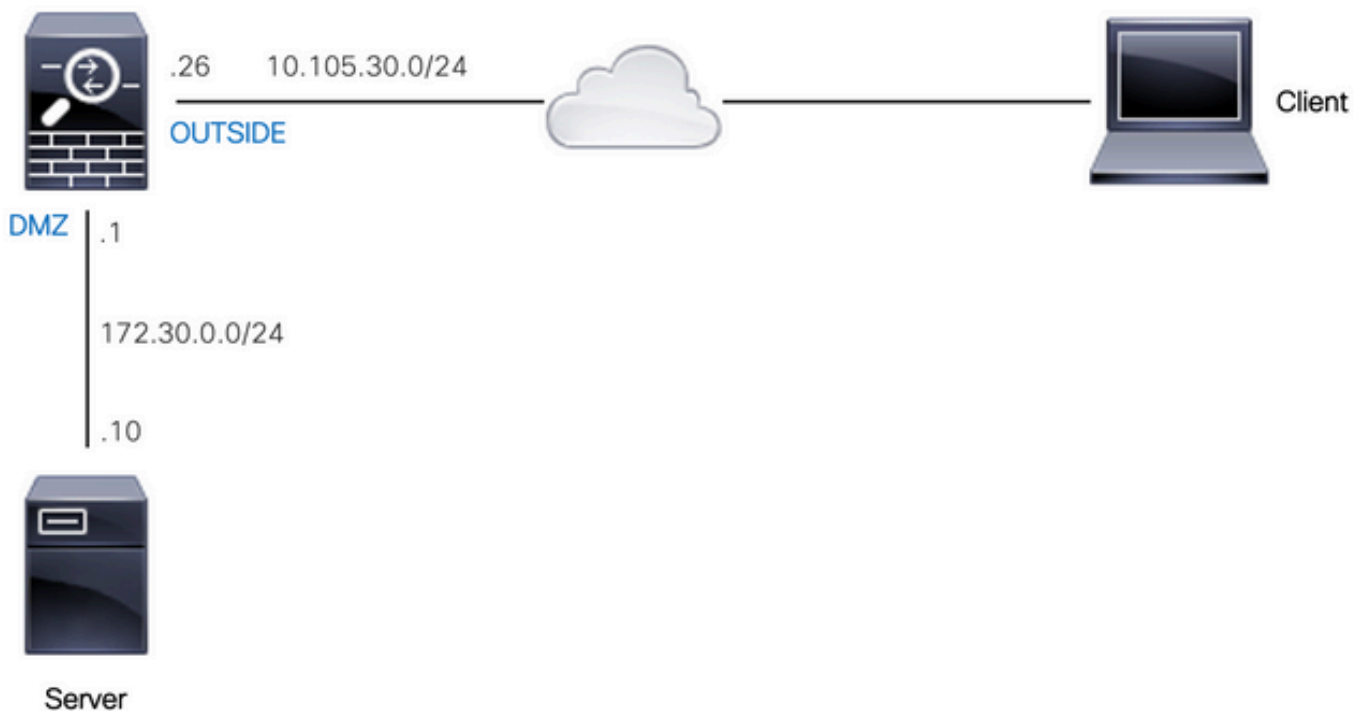 .26 10.105.30.0/24
OUTSIDE
Client
DMZ
.1
172.30.0.0/24
.10
Server